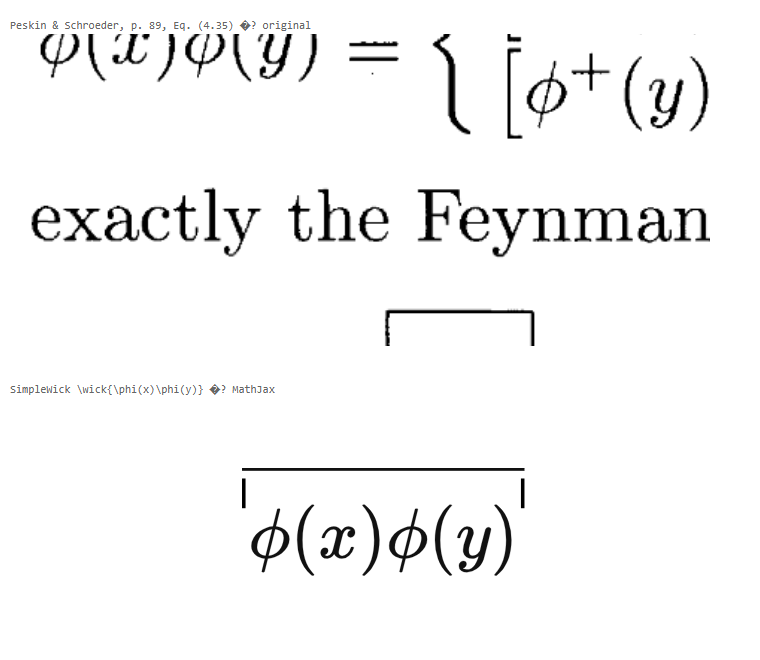 Peskin & Schroeder, p. 89, Eq. (4.35) �? original
ϕ(x)ϕ(y) = { [ϕ⁺(y)
exactly the Feynman
SimpleWick \wick{\phi(x)\phi(y)} �? MathJax
ϕ(x)ϕ(y)